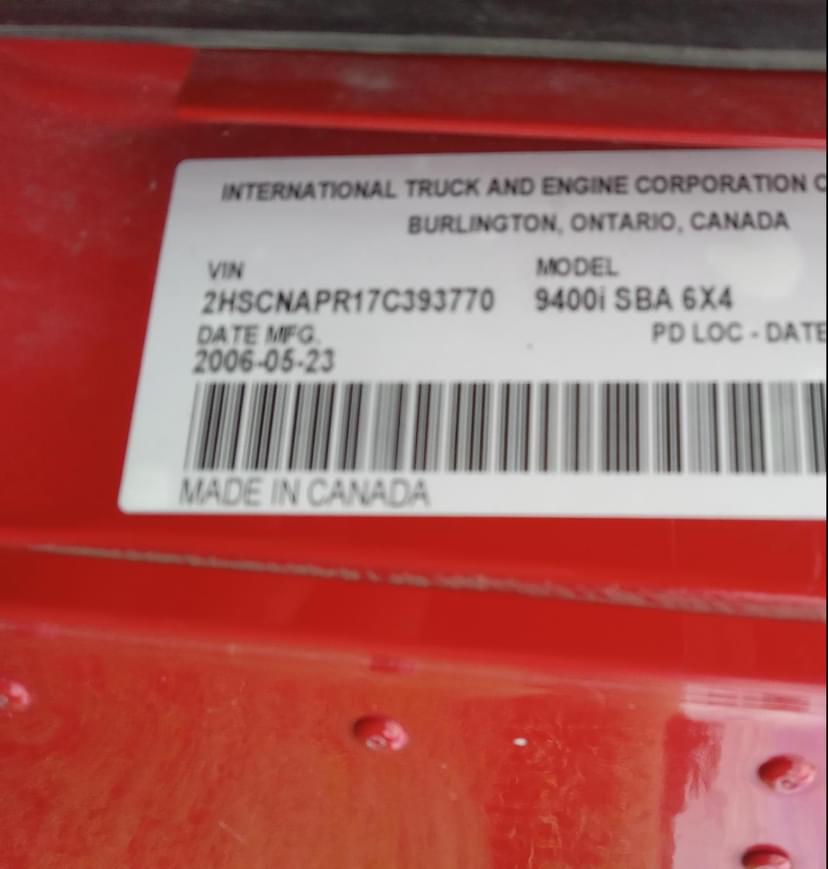 INTERNATIONAL TRUCK AND ENGINE CORPORATION
BURLINGTON, ONTARIO, CANADA
VIN MODEL
2HSCNAPR17C393770 9400i SBA 6X4
DATE MFG. PD LOC - DATE
2006-05-23
MADE IN CANADA